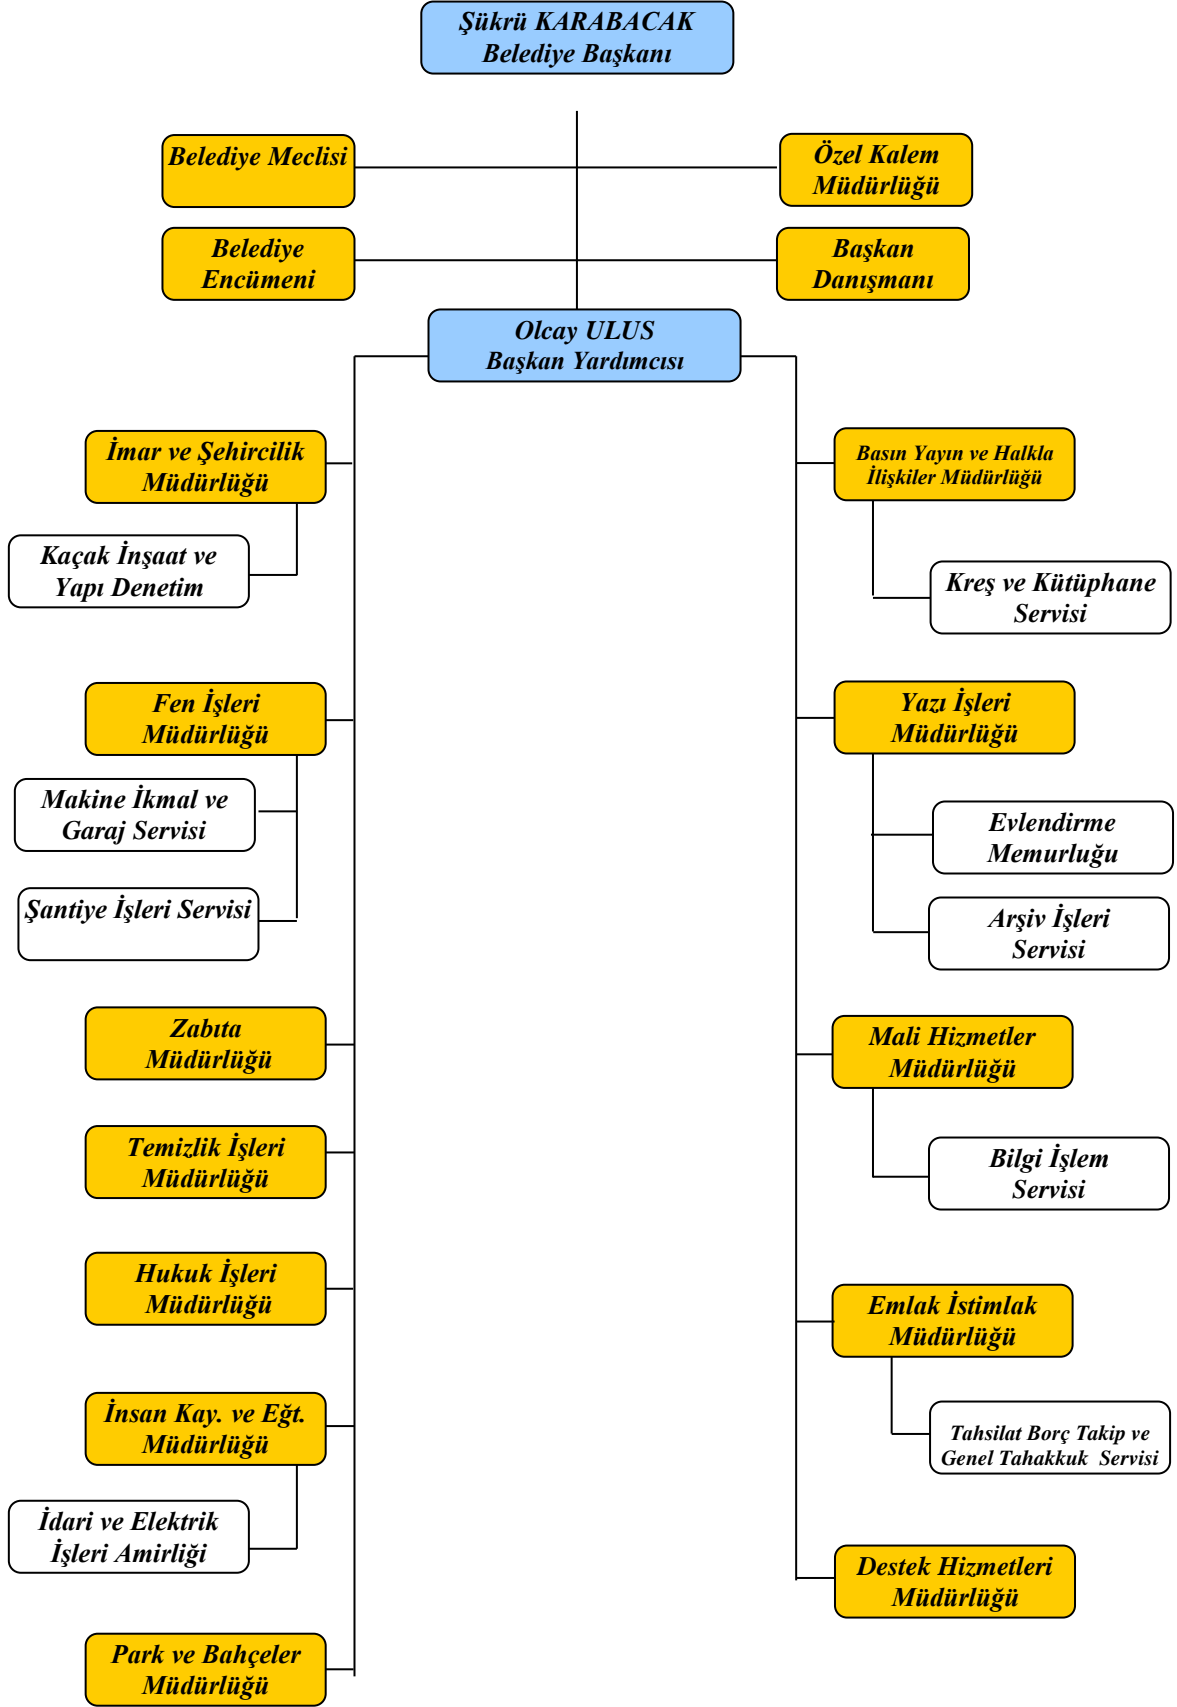 Şükrü KARABACAK
Belediye Başkanı
Belediye Meclisi
Özel Kalem
Müdürlüğü
Belediye
Encümeni
Başkan
Danışmanı
Olcay ULUS
Başkan Yardımcısı
İmar ve Şehircilik
Müdürlüğü
Kaçak İnşaat ve
Yapı Denetim
Fen İşleri
Müdürlüğü
Makine İkmal ve
Garaj Servisi
Şantiye İşleri Servisi
Zabıta
Müdürlüğü
Temizlik İşleri
Müdürlüğü
Hukuk İşleri
Müdürlüğü
İnsan Kay. ve Eğt.
Müdürlüğü
İdari ve Elektrik
İşleri Amirliği
Park ve Bahçeler
Müdürlüğü
Basın Yayın ve Halkla
İlişkiler Müdürlüğü
Kreş ve Kütüphane
Servisi
Yazı İşleri
Müdürlüğü
Evlendirme
Memurluğu
Arşiv İşleri
Servisi
Mali Hizmetler
Müdürlüğü
Bilgi İşlem
Servisi
Emlak İstimlak
Müdürlüğü
Tahsilat Borç Takip ve
Genel Tahakkuk Servisi
Destek Hizmetleri
Müdürlüğü